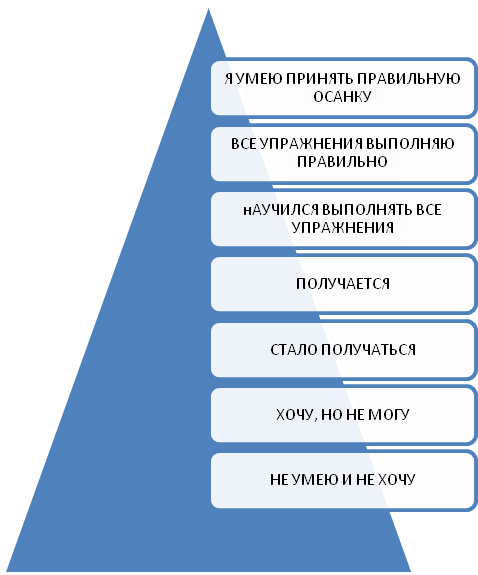 Я УМЕЮ ПРИНЯТЬ ПРАВИЛЬНУЮ
ОСАНКУ
ВСЕ УПРАЖНЕНИЯ ВЫПОЛНЯЮ
ПРАВИЛЬНО
нАУЧИЛСЯ ВЫПОЛНЯТЬ ВСЕ
УПРАЖНЕНИЯ
ПОЛУЧАЕТСЯ
СТАЛО ПОЛУЧАТЬСЯ
ХОЧУ, НО НЕ МОГУ
НЕ УМЕЮ И НЕ ХОЧУ